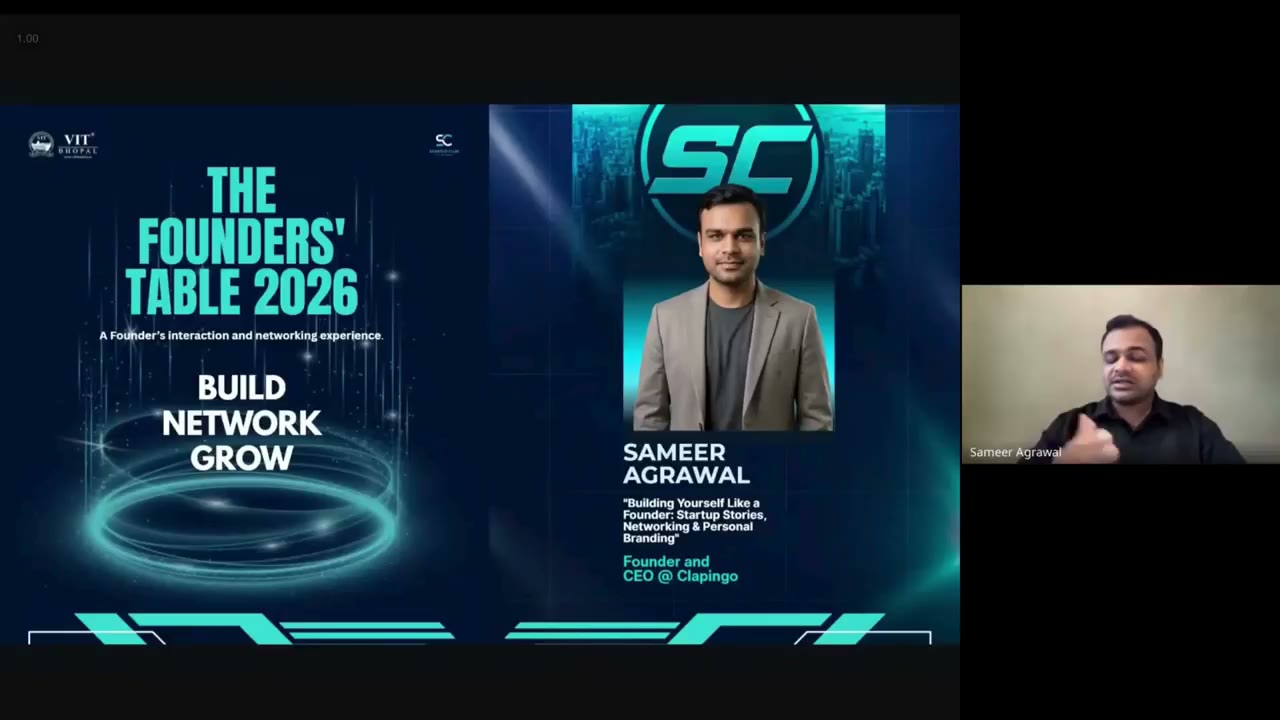 1.00
VIT
BHOPAL
SC
THE
FOUNDERS'
TABLE 2026
A Founder's interaction and networking experience.
BUILD
NETWORK
GROW
SC
SAMEER
AGRAWAL
"Building Yourself Like a
Founder: Startup Stories,
Networking & Personal
Branding"
Founder and
CEO @ Clapingo
Sameer Agrawal